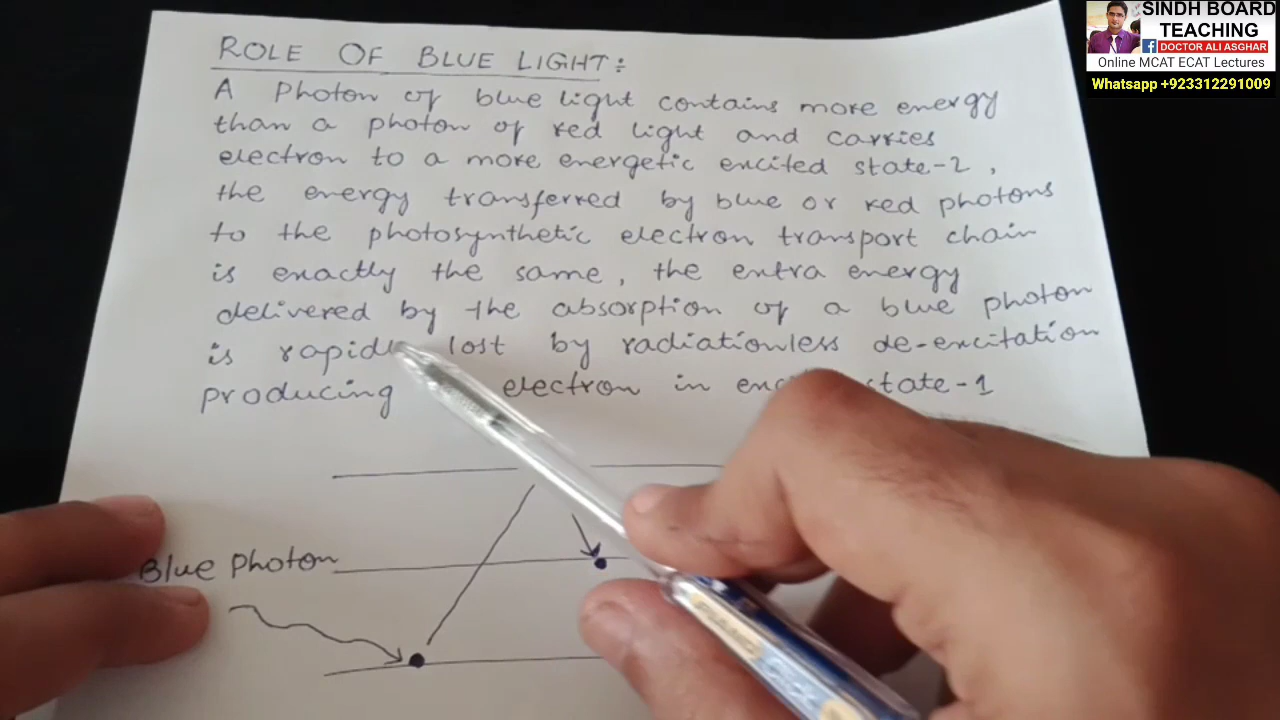 SINDH BOARD
TEACHING
f DOCTOR ALI ASGHAR
Online MCAT ECAT Lectures
Whatsapp +923312291009
ROLE OF BLUE LIGHT:
A Photon of blue light contains more energy
than a photon of red light and carries
electron to a more energetic excited state-2,
the energy transferred by blue or red photons
to the photosynthetic electron transport chain
is exactly the same, the extra energy
delivered by the absorption of a blue photon
is rapidly lost by radiationless de-excitation
producing electron in state-1
Blue Photon